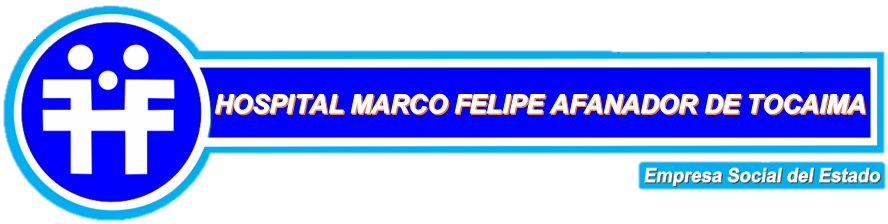 HOSPITAL MARCO FELIPE AFANADOR DE TOCAIMA
Empresa Social del Estado